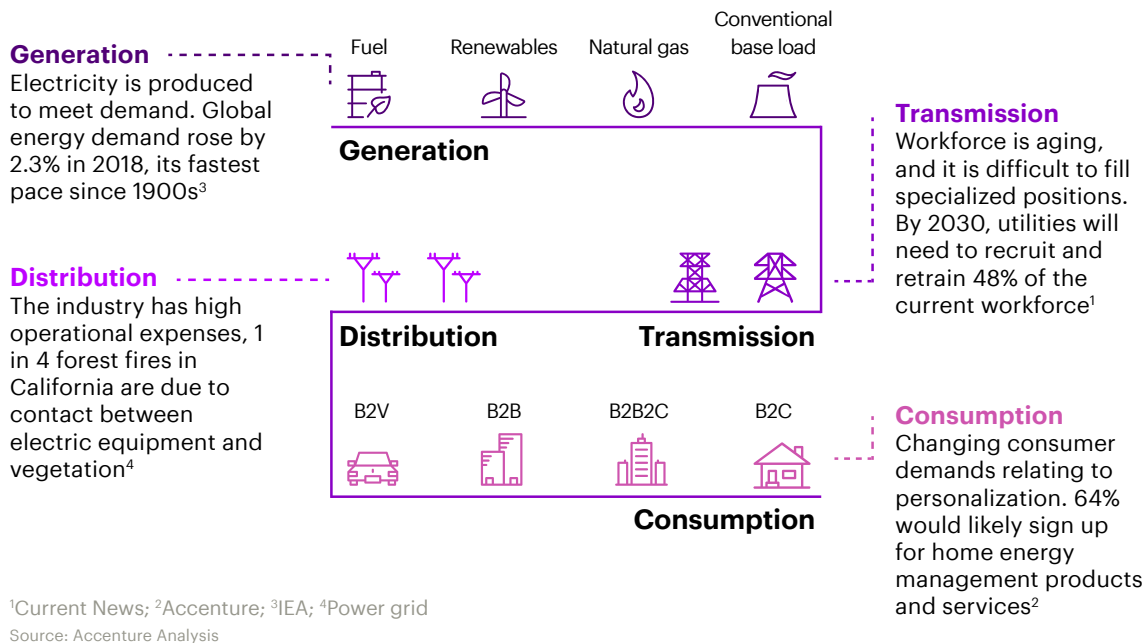 Generation
Electricity is produced
to meet demand. Global
energy demand rose by
2.3% in 2018, its fastest
pace since 1900s³
Fuel
Renewables
Natural gas
Conventional
base load
Generation
Transmission
Workforce is aging,
and it is difficult to fill
specialized positions.
By 2030, utilities will
need to recruit and
retrain 48% of the
current workforce¹
Distribution
The industry has high
operational expenses, 1
in 4 forest fires in
California are due to
contact between
electric equipment and
vegetation⁴
Distribution
Transmission
B2V
B2B
B2B2C
B2C
Consumption
Consumption
Changing consumer
demands relating to
personalization. 64%
would likely sign up
for home energy
management products
and services²
¹Current News; ²Accenture; ³IEA; ⁴Power grid
Source: Accenture Analysis